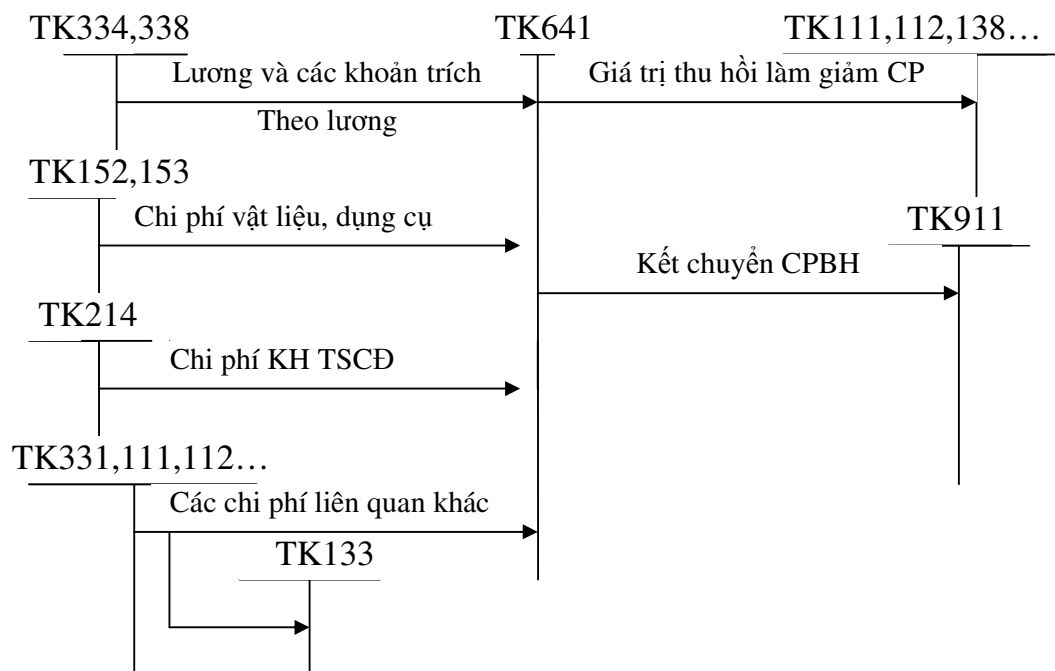 TK334,338
TK641
TK111,112,138…
Lương và các khoản trích
Giá trị thu hồi làm giảm CP
Theo lương
TK152,153
Chi phí vật liệu, dụng cụ
TK911
Kết chuyển CPBH
TK214
Chi phí KH TSCĐ
TK331,111,112…
Các chi phí liên quan khác
TK133